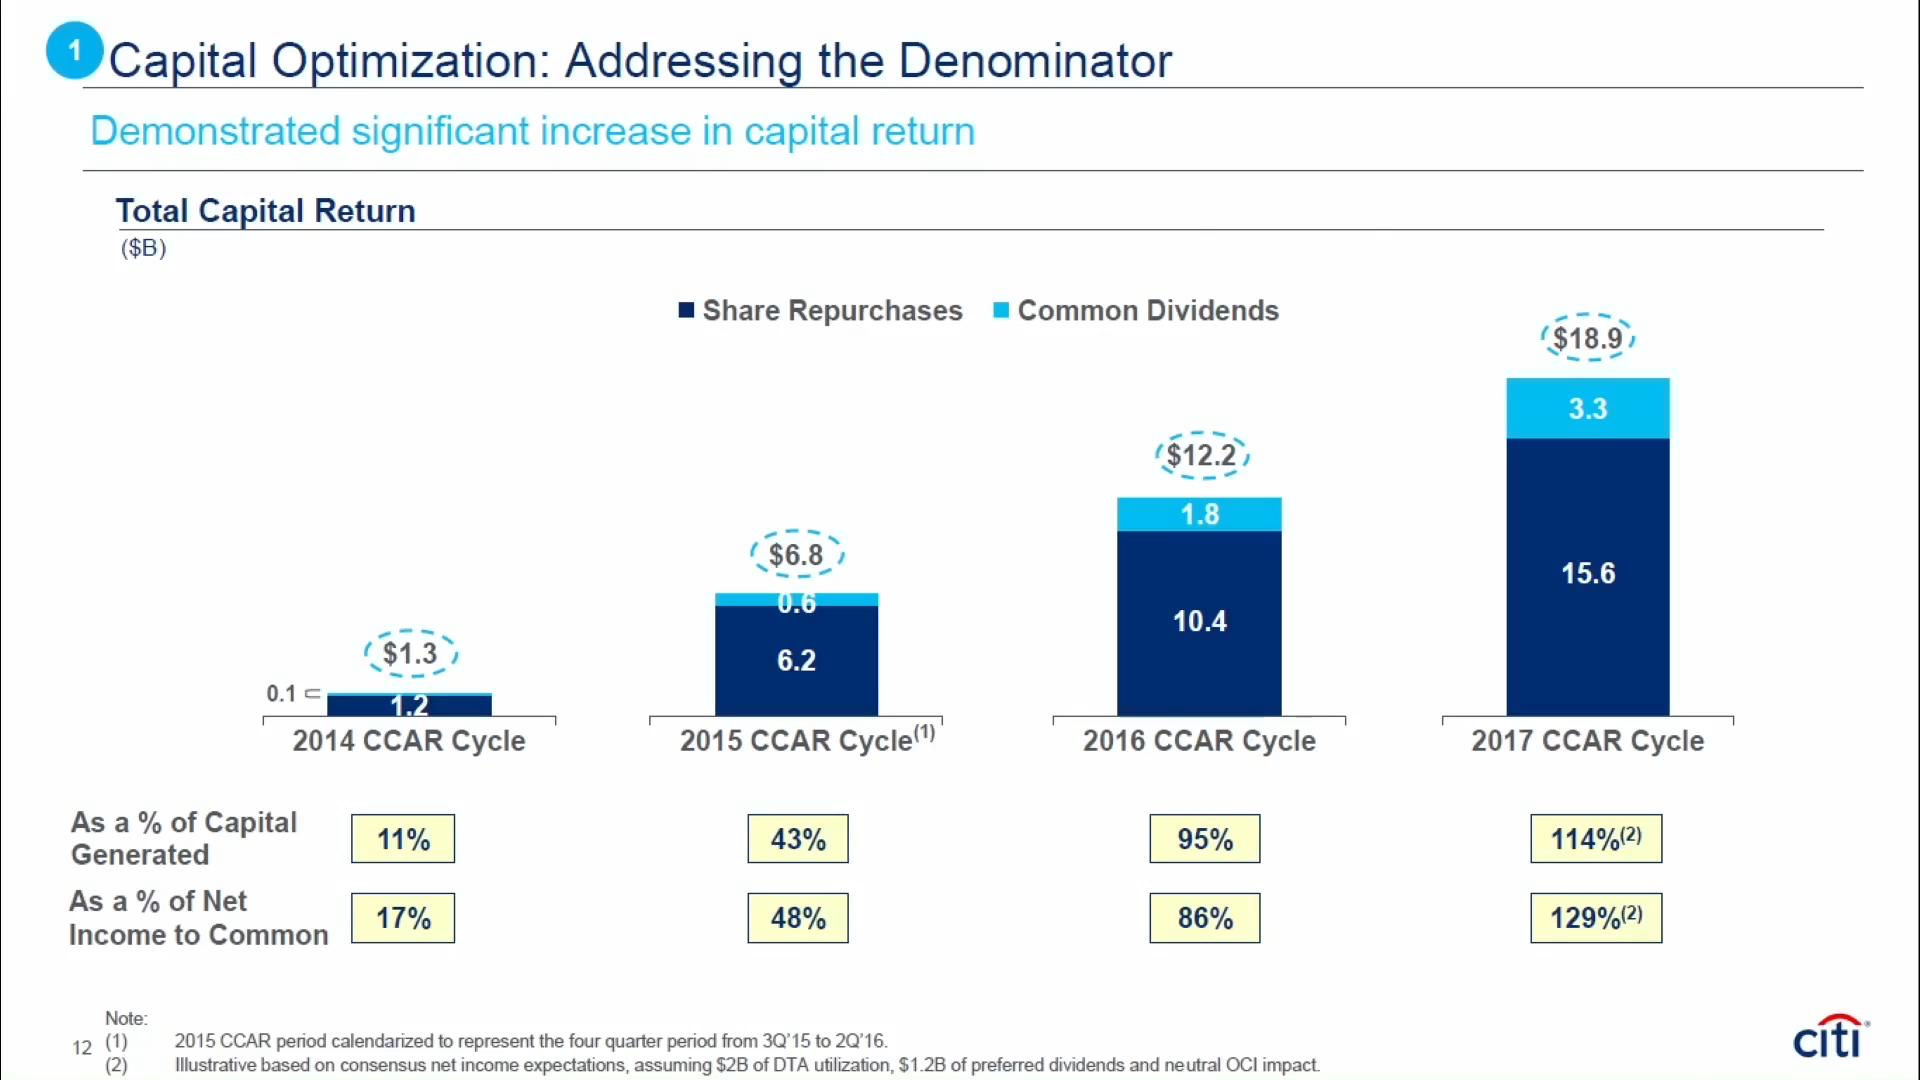 1
Capital Optimization: Addressing the Denominator
Demonstrated significant increase in capital return
Total Capital Return
($B)
Share Repurchases Common Dividends
$18.9
3.3
15.6
$12.2
1.8
10.4
$6.8
0.6
6.2
$1.3
0.1
1.2
2014 CCAR Cycle 2015 CCAR Cycle(1) 2016 CCAR Cycle 2017 CCAR Cycle
As a % of Capital
Generated
11% 43% 95% 114%(2)
As a % of Net
Income to Common
17% 48% 86% 129%(2)
Note:
(1) 2015 CCAR period calendarized to represent the four quarter period from 3Q'15 to 2Q'16.
(2) Illustrative based on consensus net income expectations, assuming $2B of DTA utilization, $1.2B of preferred dividends and neutral OCI impact.
12
citi®